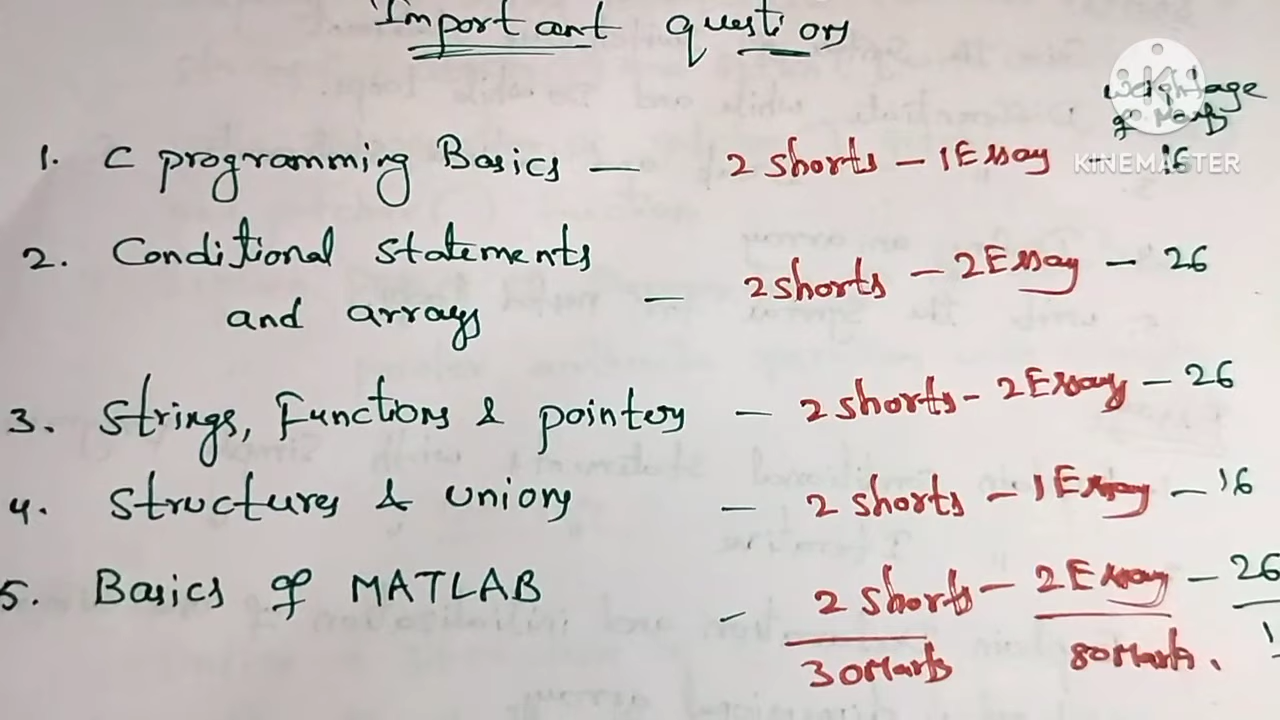 Important questions
weightage
of Marks
1. C programming Basics — 2 shorts - 1 Essay - 16
KINEMASTER
2. Conditional statements
and arrays — 2 shorts - 2 Essay - 26
3. Strings, Functions & pointers — 2 shorts - 2 Essay - 26
4. Structures & unions - 2 shorts - 1 Essay - 16
5. Basics of MATLAB - 2 shorts - 2 Essay - 26
30 Marks 80 Marks.